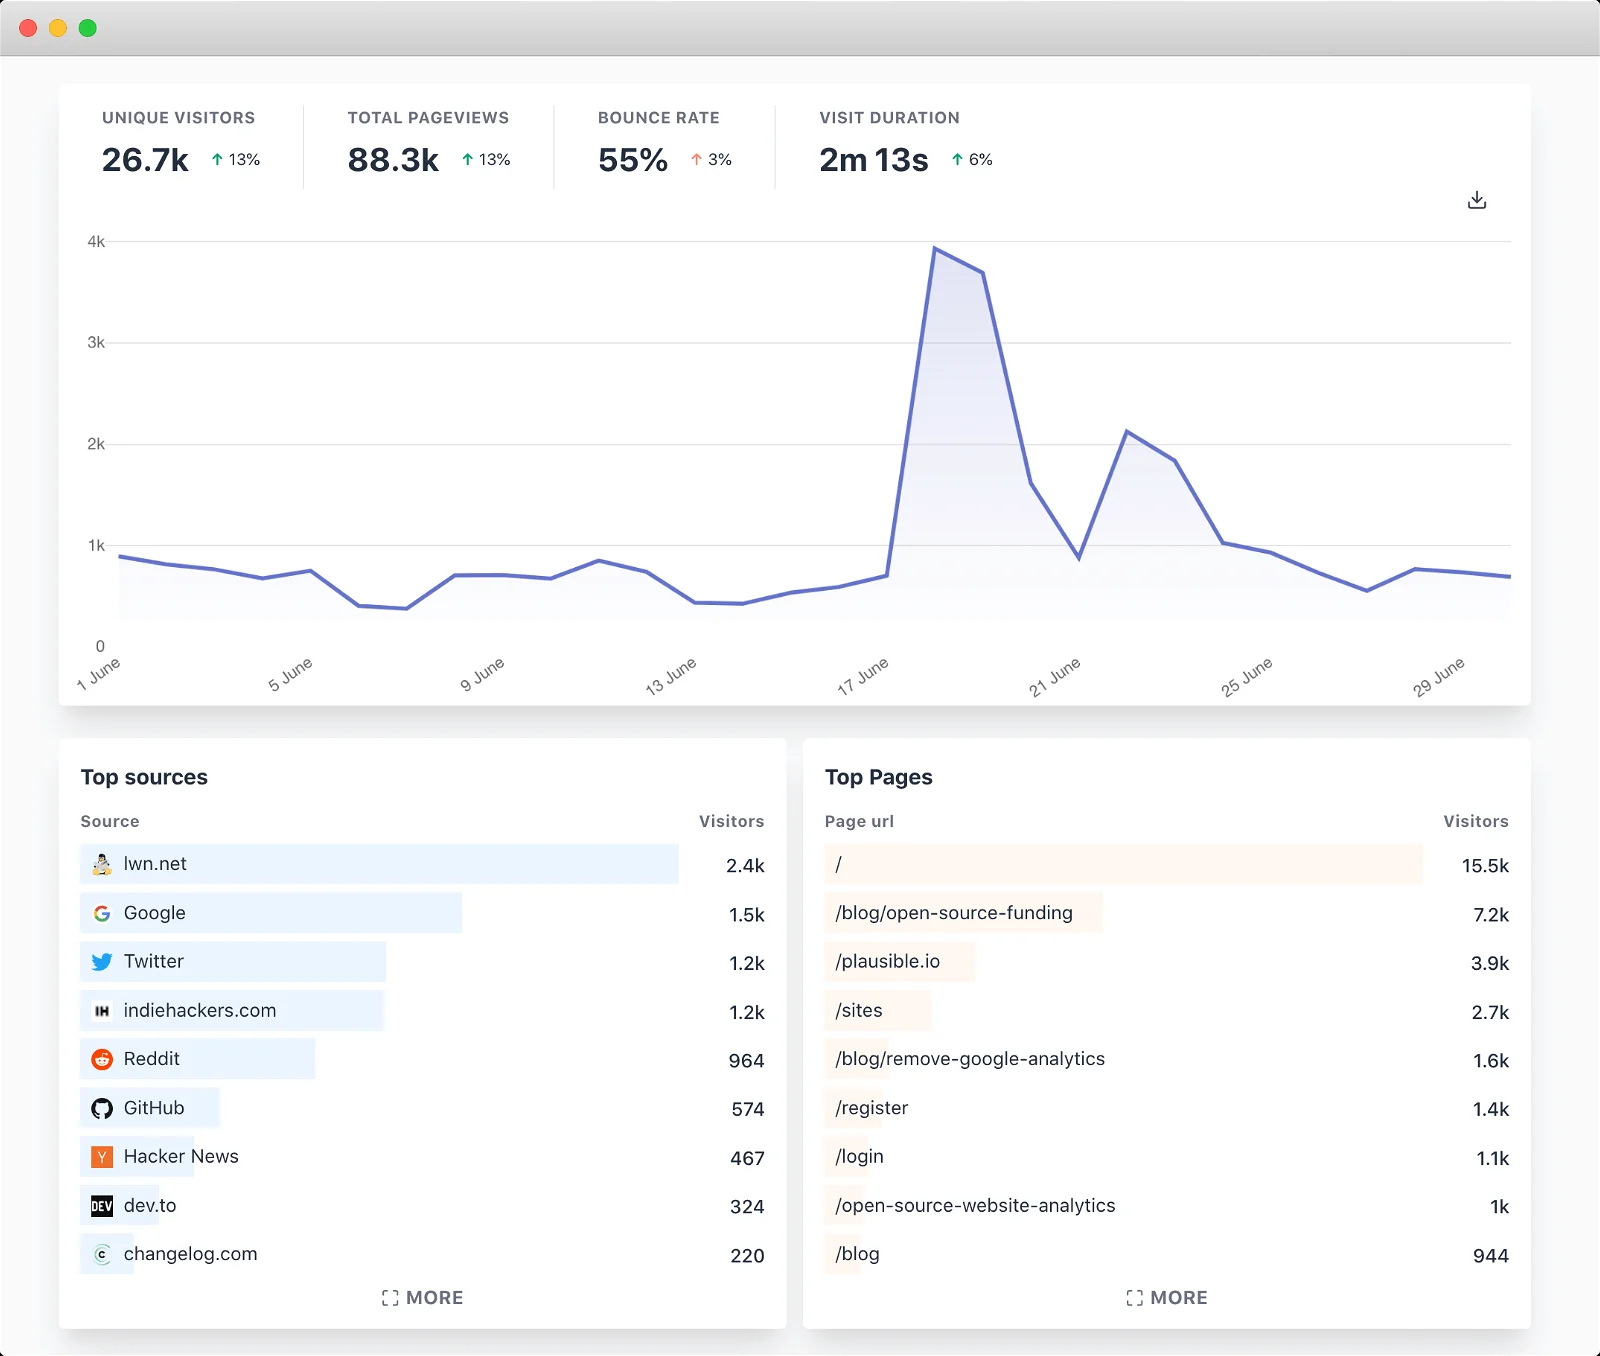 UNIQUE VISITORS
26.7k ↑ 13%
TOTAL PAGEVIEWS
88.3k ↑ 13%
BOUNCE RATE
55% ↑ 3%
VISIT DURATION
2m 13s ↑ 6%
4k
3k
2k
1k
0
1 June 5 June 9 June 13 June 17 June 21 June 25 June 29 June
Top sources
Source Visitors
lwn.net 2.4k
Google 1.5k
Twitter 1.2k
IH indiehackers.com 1.2k
Reddit 964
GitHub 574
Y Hacker News 467
DEV dev.to 324
C changelog.com 220
MORE
Top Pages
Page url Visitors
/ 15.5k
/blog/open-source-funding 7.2k
/plausible.io 3.9k
/sites 2.7k
/blog/remove-google-analytics 1.6k
/register 1.4k
/login 1.1k
/open-source-website-analytics 1k
/blog 944
MORE